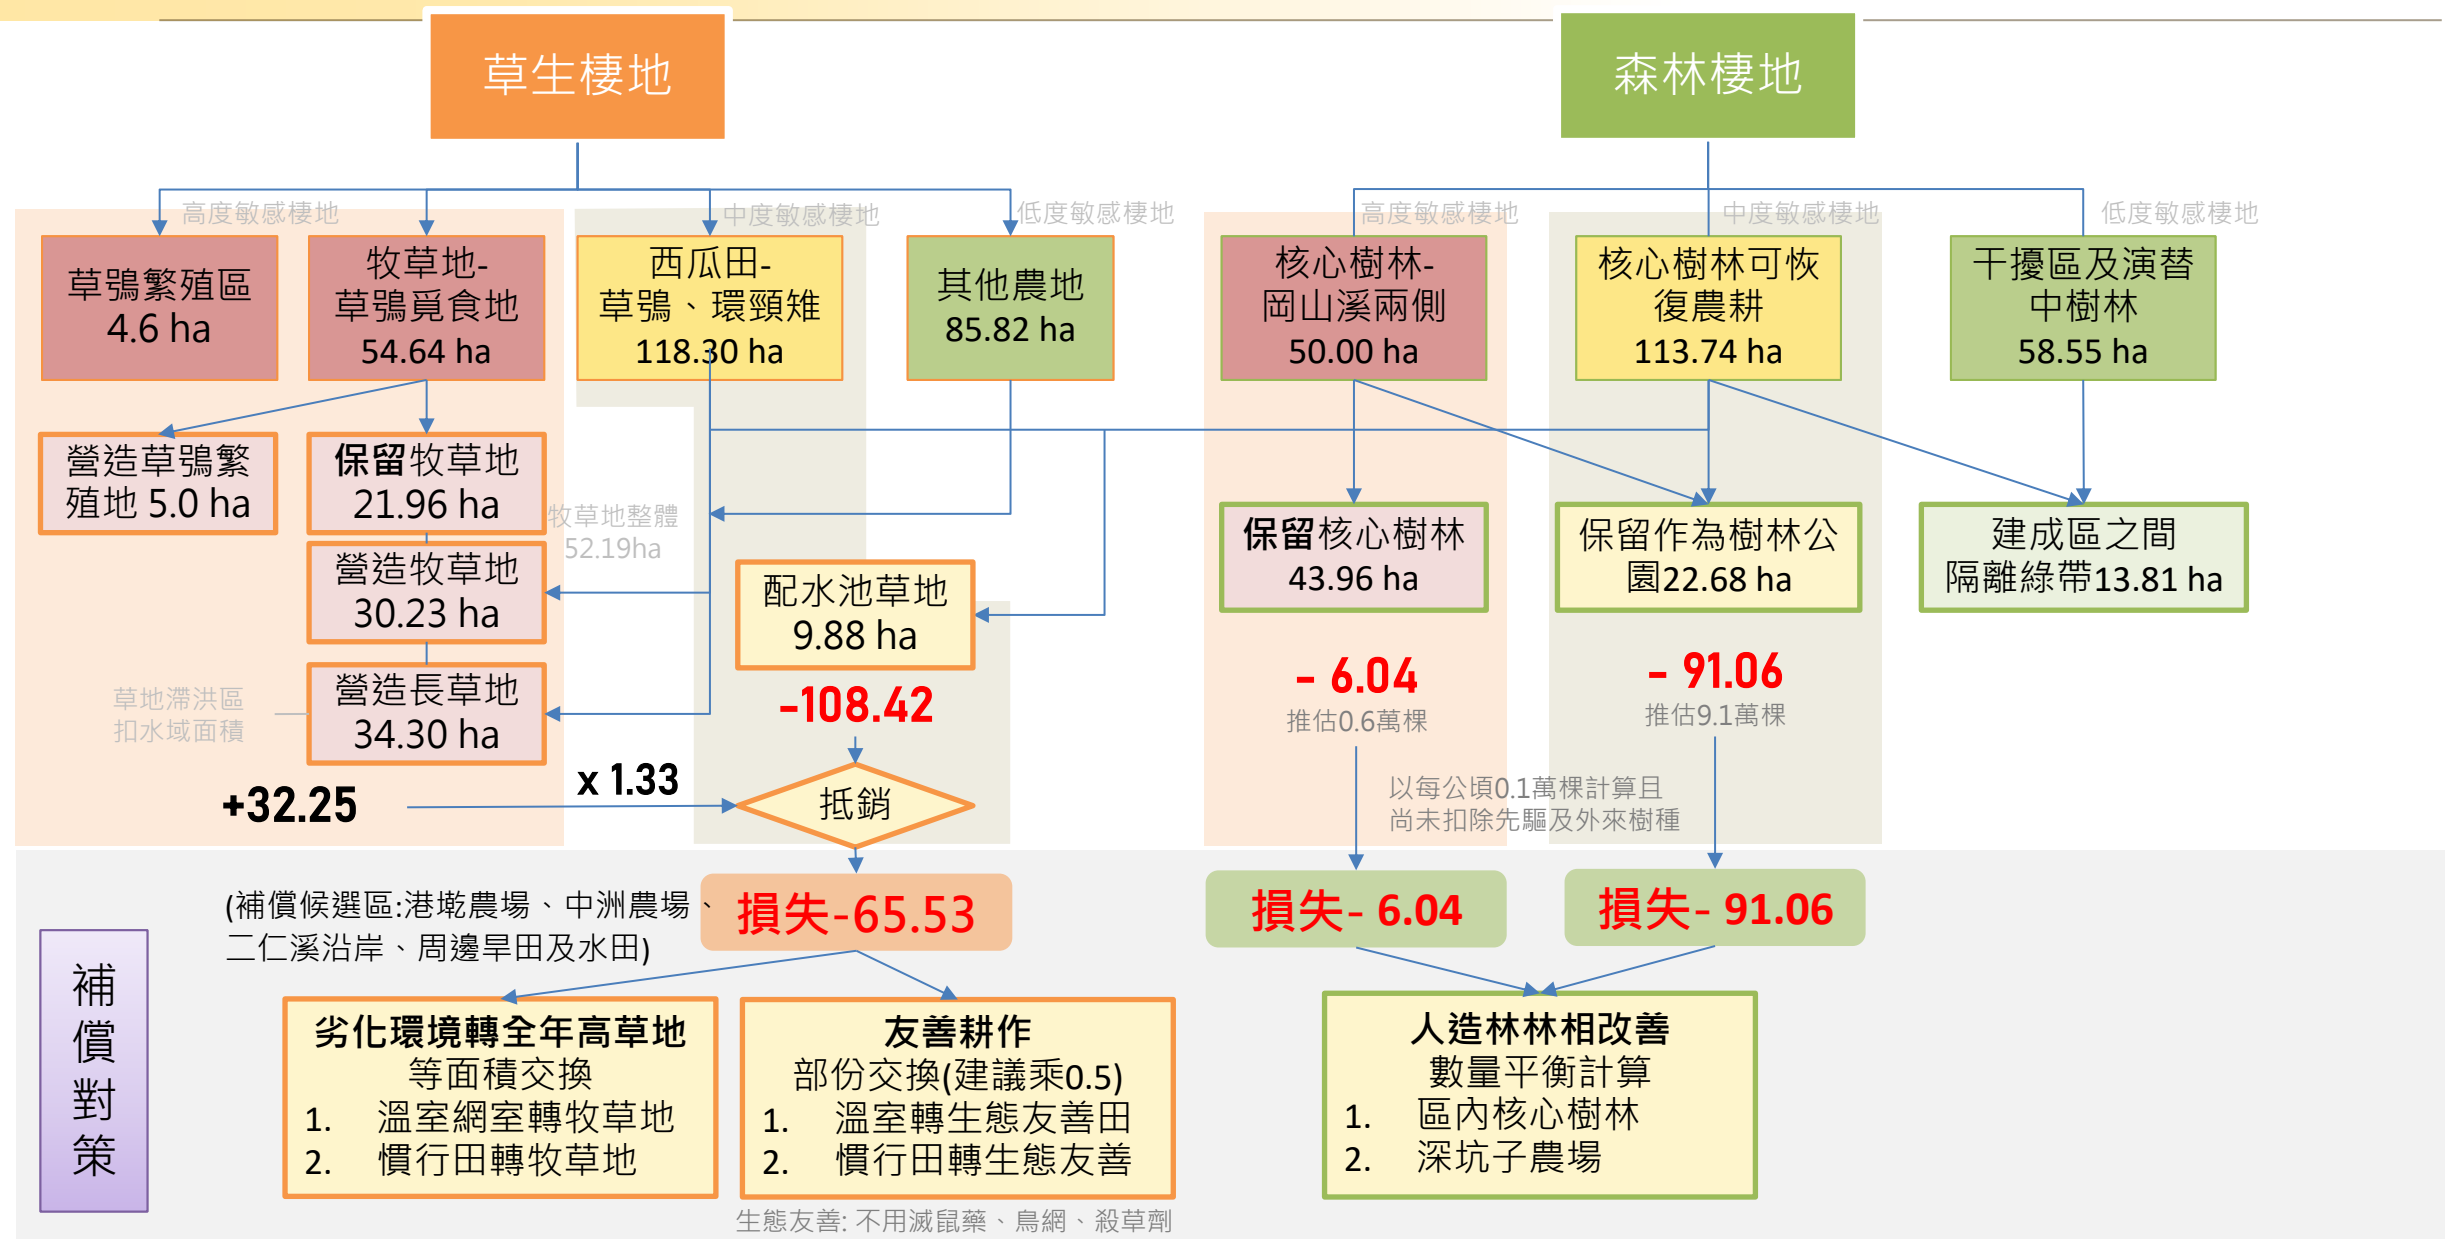 草生棲地
森林棲地
高度敏感棲地
中度敏感棲地
低度敏感棲地
高度敏感棲地
中度敏感棲地
低度敏感棲地
草鴞繁殖區
4.6 ha
牧草地-
草鴞覓食地
54.64 ha
西瓜田-
草鴞、環頸雉
118.30 ha
其他農地
85.82 ha
核心樹林-
岡山溪兩側
50.00 ha
核心樹林可恢
復農耕
113.74 ha
干擾區及演替
中樹林
58.55 ha
營造草鴞繁
殖地 5.0 ha
保留牧草地
21.96 ha
牧草地整體
52.19ha
營造牧草地
30.23 ha
配水池草地
9.88 ha
保留核心樹林
43.96 ha
保留作為樹林公
園22.68 ha
建成區之間
隔離綠帶13.81 ha
草地滯洪區
扣水域面積
營造長草地
34.30 ha
-108.42
- 6.04
推估0.6萬棵
- 91.06
推估9.1萬棵
+32.25
x 1.33
抵銷
以每公頃0.1萬棵計算且
尚未扣除先驅及外來樹種
補償對策
(補償候選區:港墘農場、中洲農場、
二仁溪沿岸、周邊旱田及水田)
損失-65.53
損失- 6.04
損失- 91.06
劣化環境轉全年高草地
等面積交換
1. 溫室網室轉牧草地
2. 慣行田轉牧草地
友善耕作
部份交換(建議乘0.5)
1. 溫室轉生態友善田
2. 慣行田轉生態友善
人造林林相改善
數量平衡計算
1. 區內核心樹林
2. 深坑子農場
生態友善: 不用滅鼠藥、鳥網、殺草劑